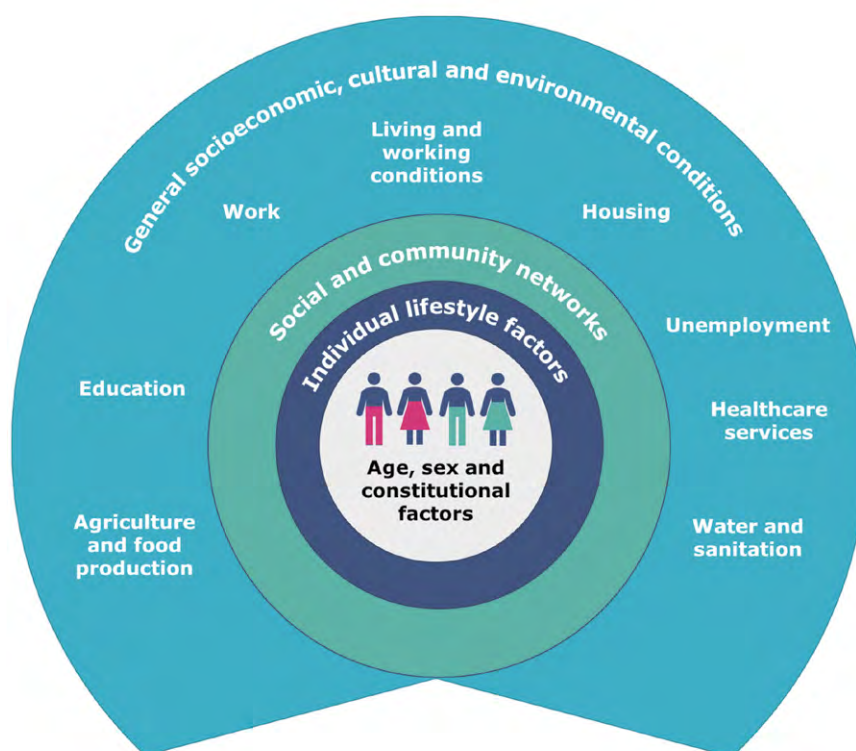 General socioeconomic, cultural and environmental conditions
Living and
working
conditions
Work
Housing
Social and community networks
Individual lifestyle factors
Unemployment
Education
Healthcare
services
Age, sex and
constitutional
factors
Agriculture
and food
production
Water and
sanitation